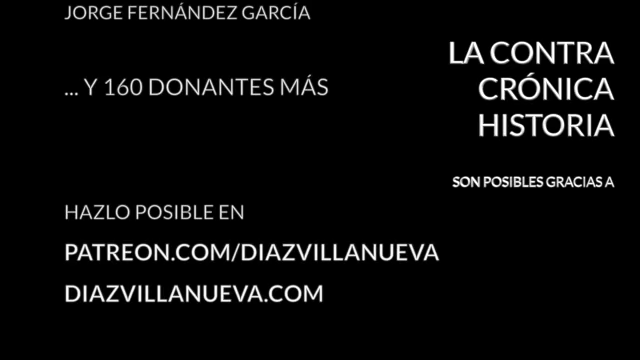 JORGE FERNÁNDEZ GARCÍA
... Y 160 DONANTES MÁS
HAZLO POSIBLE EN
PATREON.COM/DIAZVILLANUEVA
DIAZVILLANUEVA.COM
LA CONTRA
CRÓNICA
HISTORIA
SON POSIBLES GRACIAS A